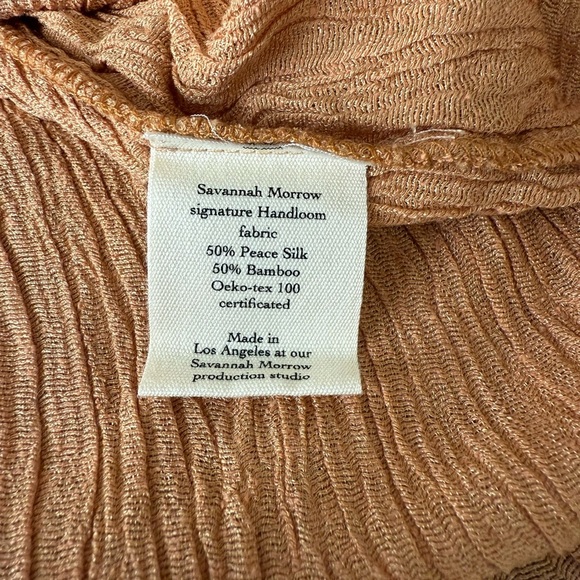 Savannah Morrow
signature Handloom
fabric
50% Peace Silk
50% Bamboo
Oeko-tex 100
certificated
Made in
Los Angeles at our
Savannah Morrow
production studio